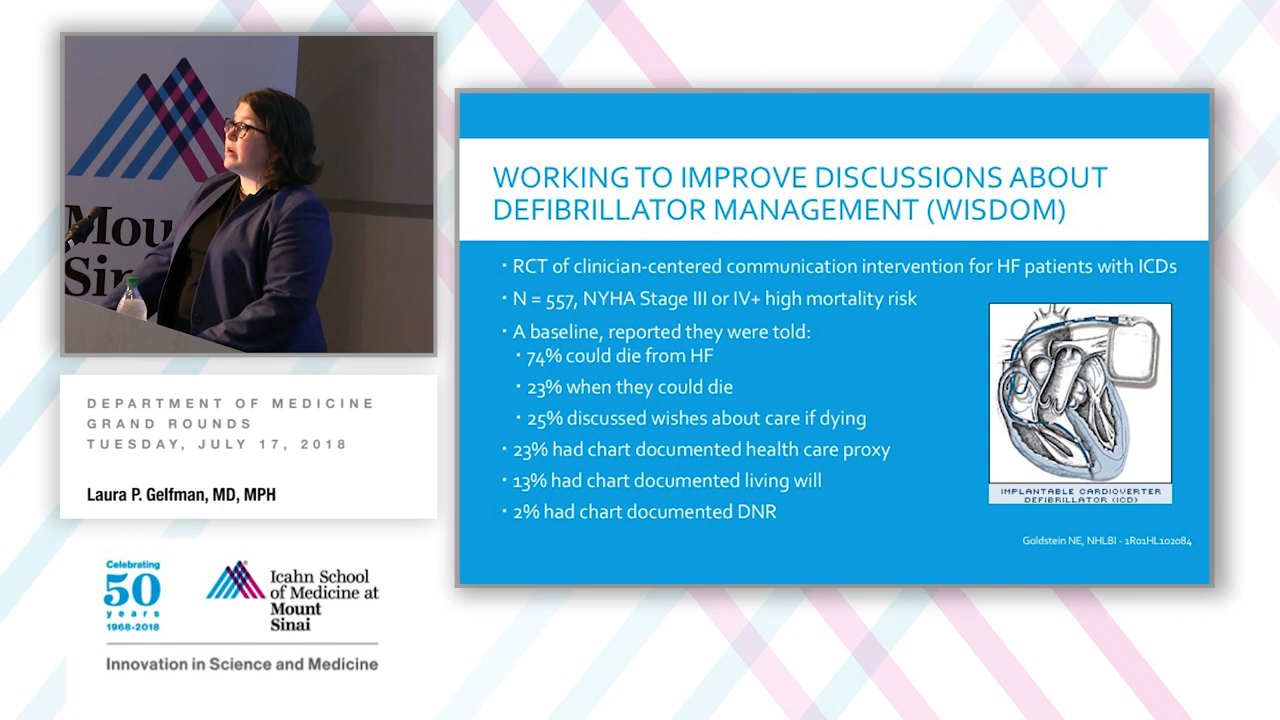 Mou
Sin
DEPARTMENT OF MEDICINE
GRAND ROUNDS
TUESDAY, JULY 17, 2018
Laura P. Gelfman, MD, MPH
Celebrating
50
years
1968-2018
Icahn School
of Medicine at
Mount
Sinai
Innovation in Science and Medicine
WORKING TO IMPROVE DISCUSSIONS ABOUT
DEFIBRILLATOR MANAGEMENT (WISDOM)
· RCT of clinician-centered communication intervention for HF patients with ICDs
· N = 557, NYHA Stage III or IV+ high mortality risk
· A baseline, reported they were told:
· 74% could die from HF
· 23% when they could die
· 25% discussed wishes about care if dying
· 23% had chart documented health care proxy
· 13% had chart documented living will
· 2% had chart documented DNR
IMPLANTABLE CARDIOVERTER
DEFIBRILLATOR (ICD)
Goldstein NE, NHLBI - 1R01HL102084